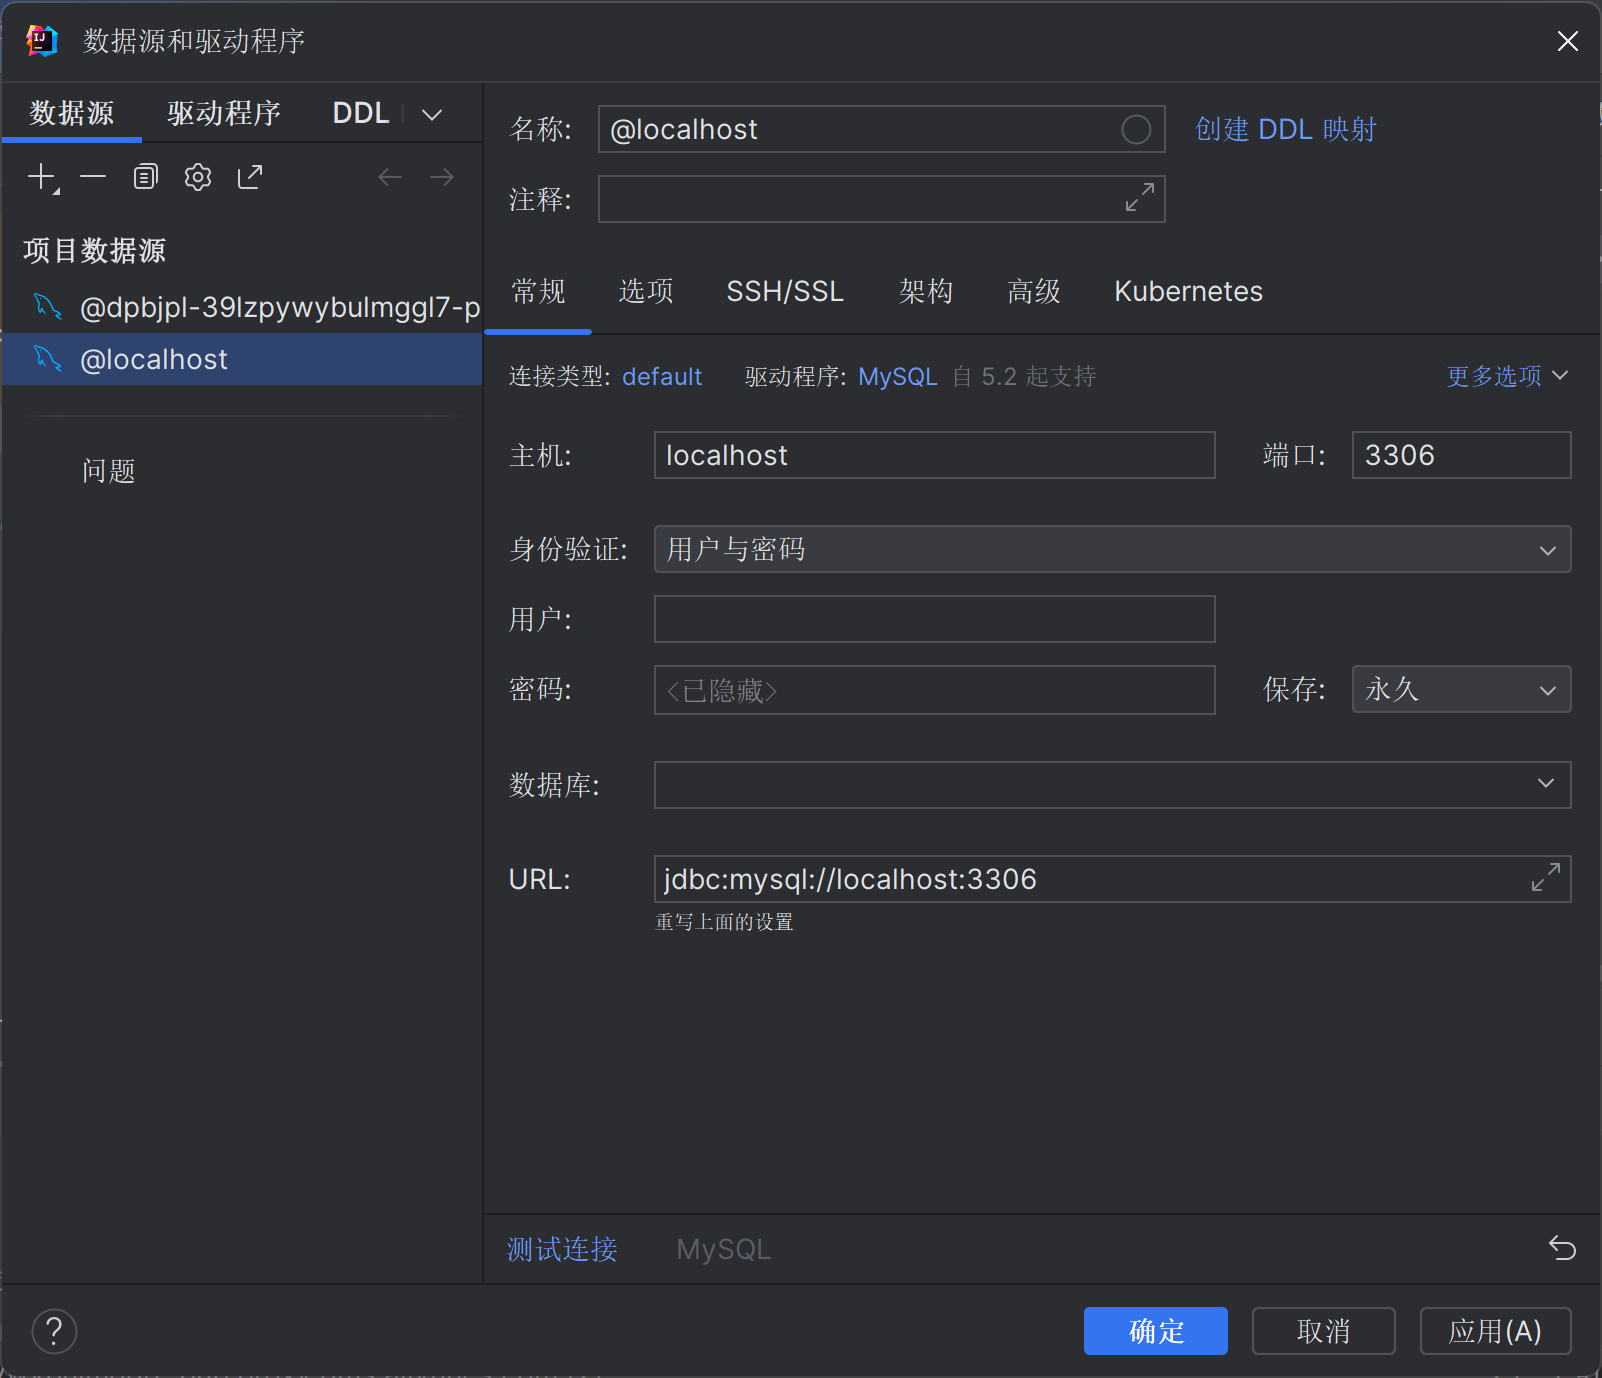 数据源和驱动程序
数据源 驱动程序 DDL
项目数据源
@dpbjpl-39lzpywybulmggl7-p
@localhost
问题
名称: @localhost 创建 DDL 映射
注释:
常规 选项 SSH/SSL 架构 高级 Kubernetes
连接类型: default 驱动程序: MySQL 自 5.2 起支持 更多选项
主机: localhost 端口: 3306
身份验证: 用户与密码
用户:
密码: <已隐藏> 保存: 永久
数据库:
URL: jdbc:mysql://localhost:3306
重写上面的设置
测试连接 MySQL
? 确定 取消 应用(A)